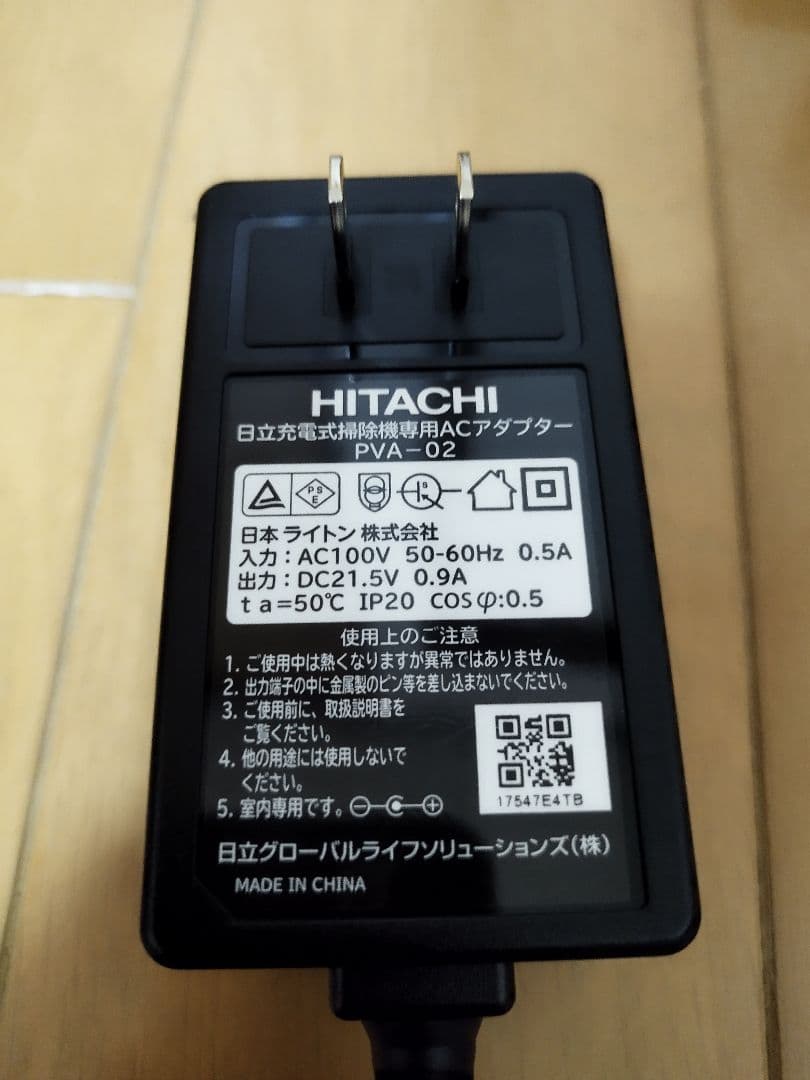 HITACHI
日立充電式掃除機専用ACアダプター
PVA-02
PS
E
S
日本 ライトン 株式会社
入力:AC100V 50-60Hz 0.5A
出力:DC21.5V 0.9A
ta=50℃ IP20 COSφ:0.5
使用上のご注意
1. ご使用中は熱くなりますが異常ではありません。
2. 出力端子の中に金属製のピン等を差し込まないでください。
3. ご使用前に、取扱説明書を
ご覧ください。
4. 他の用途には使用しないで
ください。
5. 室内専用です。
17547E4TB
日立グローバルライフソリューションズ(株)
MADE IN CHINA